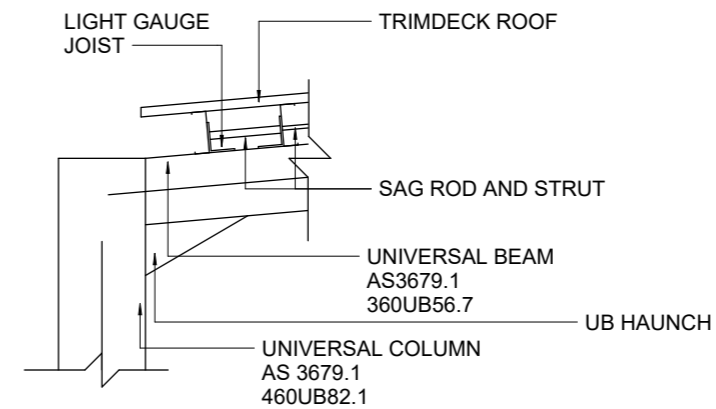 LIGHT GAUGE
JOIST
TRIMDECK ROOF
SAG ROD AND STRUT
UNIVERSAL BEAM
AS3679.1
360UB56.7
UB HAUNCH
UNIVERSAL COLUMN
AS 3679.1
460UB82.1